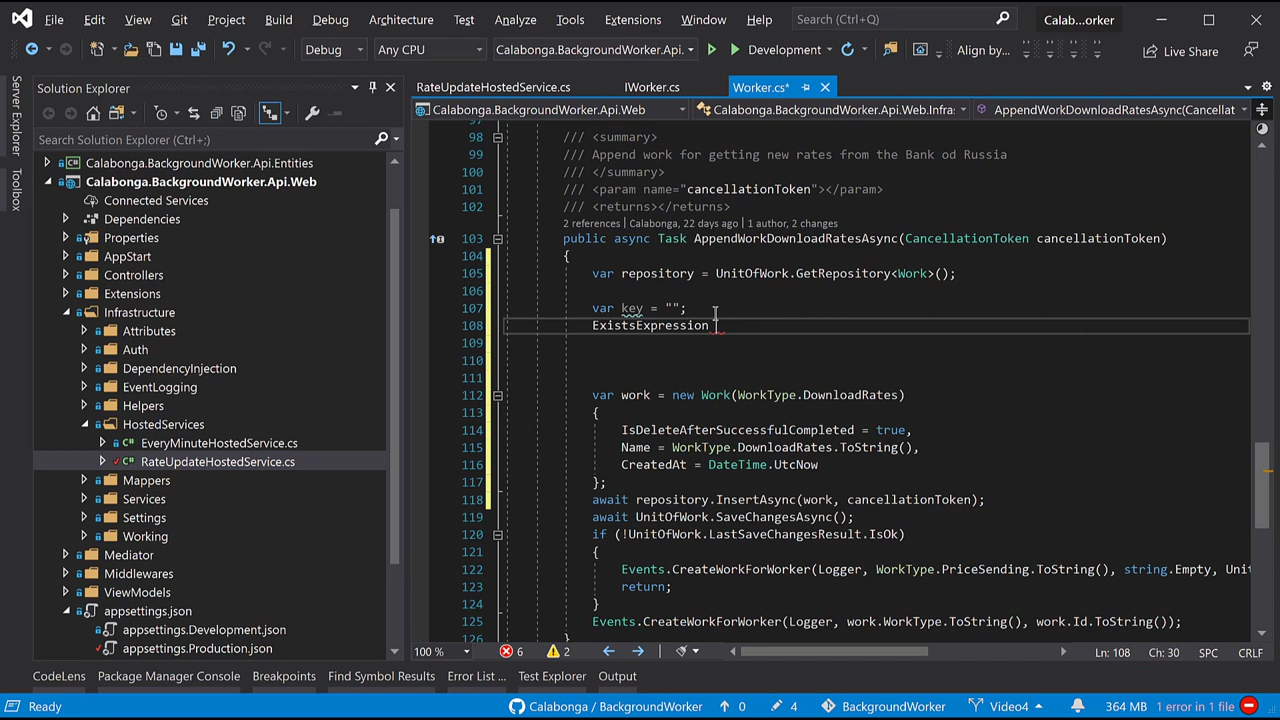 File Edit View Git Project Build Debug Architecture Test Analyze Tools Extensions Window Help Search (Ctrl+Q) Calab...orker
Debug Any CPU Calabonga.BackgroundWorker.Api. Development Align by... Live Share
Server Explorer
Toolbox
Solution Explorer
Search Solution Explorer (Ctrl+;)
Calabonga.BackgroundWorker.Api.Entities
Calabonga.BackgroundWorker.Api.Web
Connected Services
Dependencies
Properties
AppStart
Controllers
Extensions
Infrastructure
Attributes
Auth
DependencyInjection
EventLogging
Helpers
HostedServices
EveryMinuteHostedService.cs
RateUpdateHostedService.cs
Mappers
Services
Settings
Working
Mediator
Middlewares
ViewModels
appsettings.json
appsettings.Development.json
appsettings.Production.json
RateUpdateHostedService.cs IWorker.cs Worker.cs*
Calabonga.BackgroundWorker.Api.Web Calabonga.BackgroundWorker.Api.Web.Infra: AppendWorkDownloadRatesAsync(Cancellat
98 /// <summary>
99 /// Append work for getting new rates from the Bank od Russia
100 /// </summary>
101 /// <param name="cancellationToken"></param>
102 /// <returns></returns>
2 references | Calabonga, 22 days ago | 1 author, 2 changes
103 public async Task AppendWorkDownloadRatesAsync(CancellationToken cancellationToken)
104 {
105 var repository = UnitOfWork.GetRepository<Work>();
106
107 var key = "";
108 ExistsExpression
109
110
111
112 var work = new Work(WorkType.DownloadRates)
113 {
114 IsDeleteAfterSuccessfulCompleted = true,
115 Name = WorkType.DownloadRates.ToString(),
116 CreatedAt = DateTime.UtcNow
117 };
118 await repository.InsertAsync(work, cancellationToken);
119 await UnitOfWork.SaveChangesAsync();
120 if (!UnitOfWork.LastSaveChangesResult.IsOk)
121 {
122 Events.CreateWorkForWorker(Logger, WorkType.PriceSending.ToString(), string.Empty, Unit
123 return;
124 }
125 Events.CreateWorkForWorker(Logger, work.WorkType.ToString(), work.Id.ToString());
126 }
100 % 6 2 Ln: 108 Ch: 30 SPC CRLF
CodeLens Package Manager Console Breakpoints Find Symbol Results Error List ... Test Explorer Output
Ready Calabonga / BackgroundWorker 0 4 BackgroundWorker Video4 364 MB 1 error in 1 file